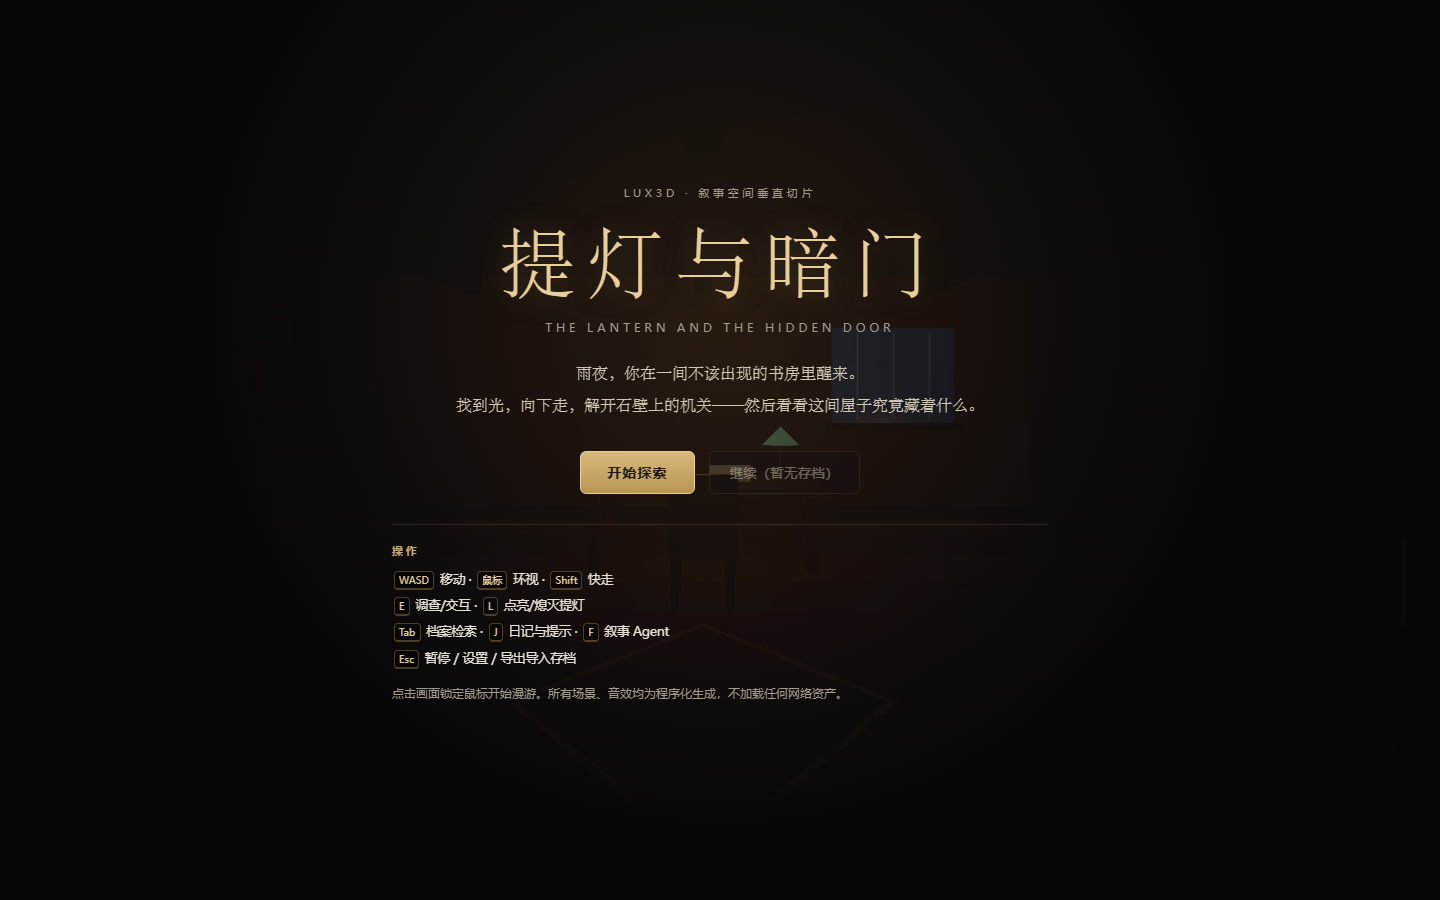 LUX3D · 叙事空间垂直切片
提灯与暗门
THE LANTERN AND THE HIDDEN DOOR
雨夜，你在一间不该出现的书房里醒来。
找到光，向下走，解开石壁上的机关——然后看看这间屋子究竟藏着什么。
开始探索 继续（暂无存档）
操作
WASD 移动 · 鼠标 环视 · Shift 快走
E 调查/交互 · L 点亮/熄灭提灯
Tab 档案检索 · J 日记与提示 · F 叙事 Agent
Esc 暂停 / 设置 / 导出导入存档
点击画面锁定鼠标开始漫游。所有场景、音效均为程序化生成，不加载任何网络资产。